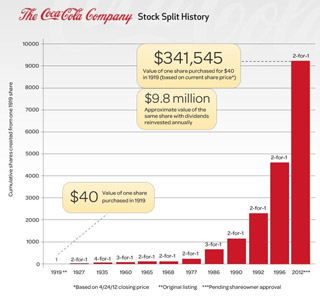 The Coca-Cola Company Stock Split History
10000
9000
8000
7000
6000
5000
4000
3000
2000
1000
0
Cumulative shares created from one 1919 share
$341,545
Value of one share purchased for $40
in 1919 (based on current share price*)
$9.8 million
Approximate value of the
same share with dividends
reinvested annually
$40
Value of one share
purchased in 1919
1
2-for-1
4-for-1
3-for-1
2-for-1
2-for-1
2-for-1
3-for-1
2-for-1
2-for-1
2-for-1
2-for-1
1919 **
1927
1935
1960
1965
1968
1977
1986
1990
1992
1996
2012***
*Based on 4/24/12 closing price
**Original listing
***Pending shareowner approval